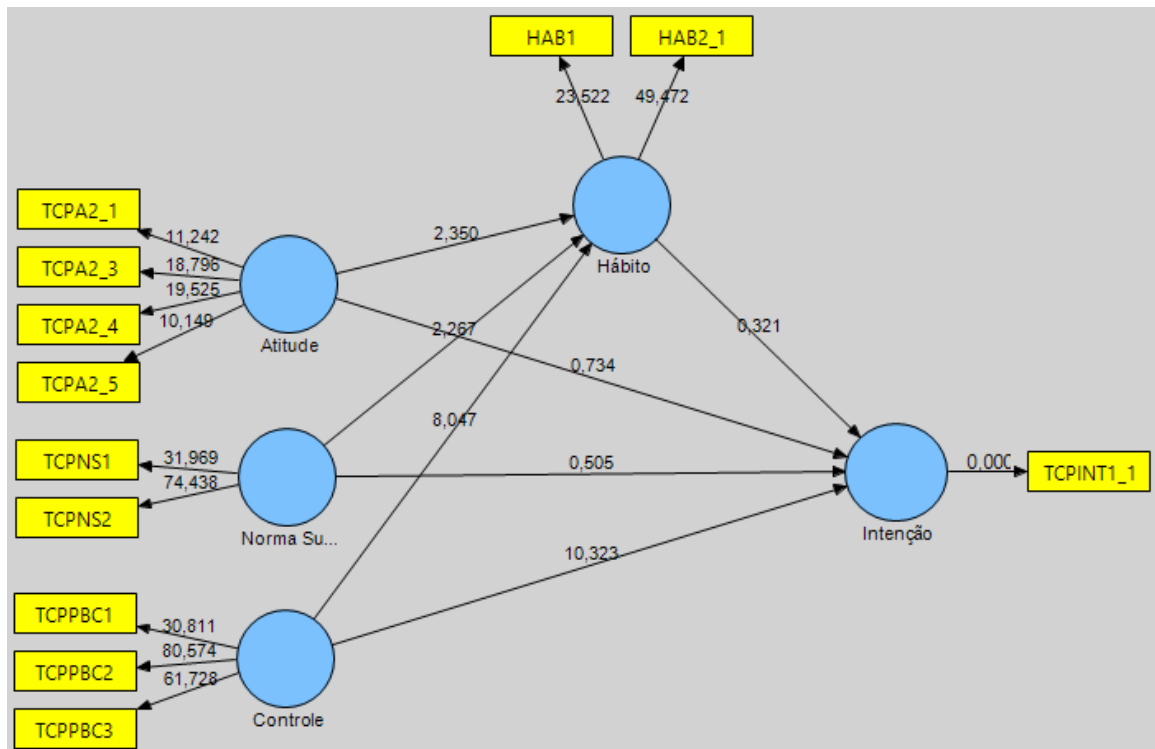 HAB1
HAB2_1
23,522
49,472
TCPA2_1
11,242
TCPA2_3
18,796
2,350
Hábito
TCPA2_4
19,525
10,149
Atitude
0,321
2,267
TCPA2_5
0,734
8,047
TCPNS1
31,969
0,505
0,000
TCPINT1_1
74,438
TCPNS2
Norma Su...
Intenção
10,323
TCPPBC1
30,811
80,574
TCPPBC2
61,728
TCPPBC3
Controle